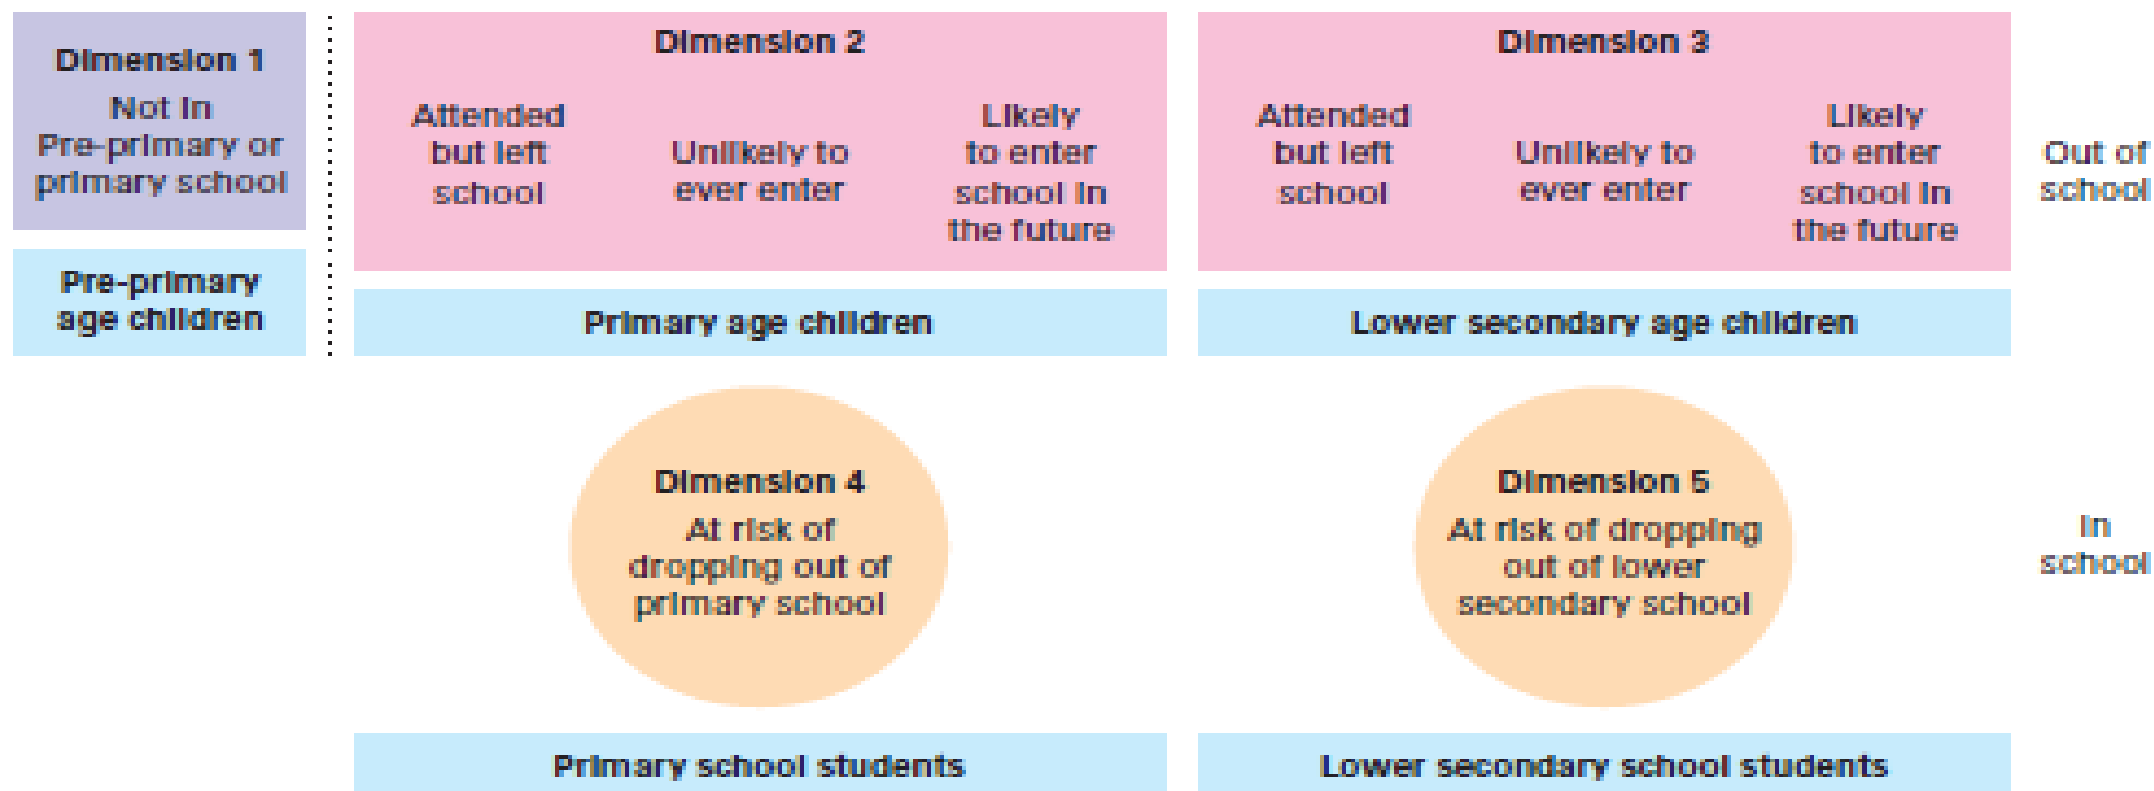 Dimension 1
Not in
Pre-primary or
primary school
Pre-primary
age children
Dimension 2
Attended
but left
school
Unlikely to
ever enter
Likely
to enter
school in
the future
Primary age children
Dimension 3
Attended
but left
school
Unlikely to
ever enter
Likely
to enter
school in
the future
Lower secondary age children
Out of
school
Dimension 4
At risk of
dropping out of
primary school
Primary school students
Dimension 5
At risk of dropping
out of lower
secondary school
Lower secondary school students
In
school